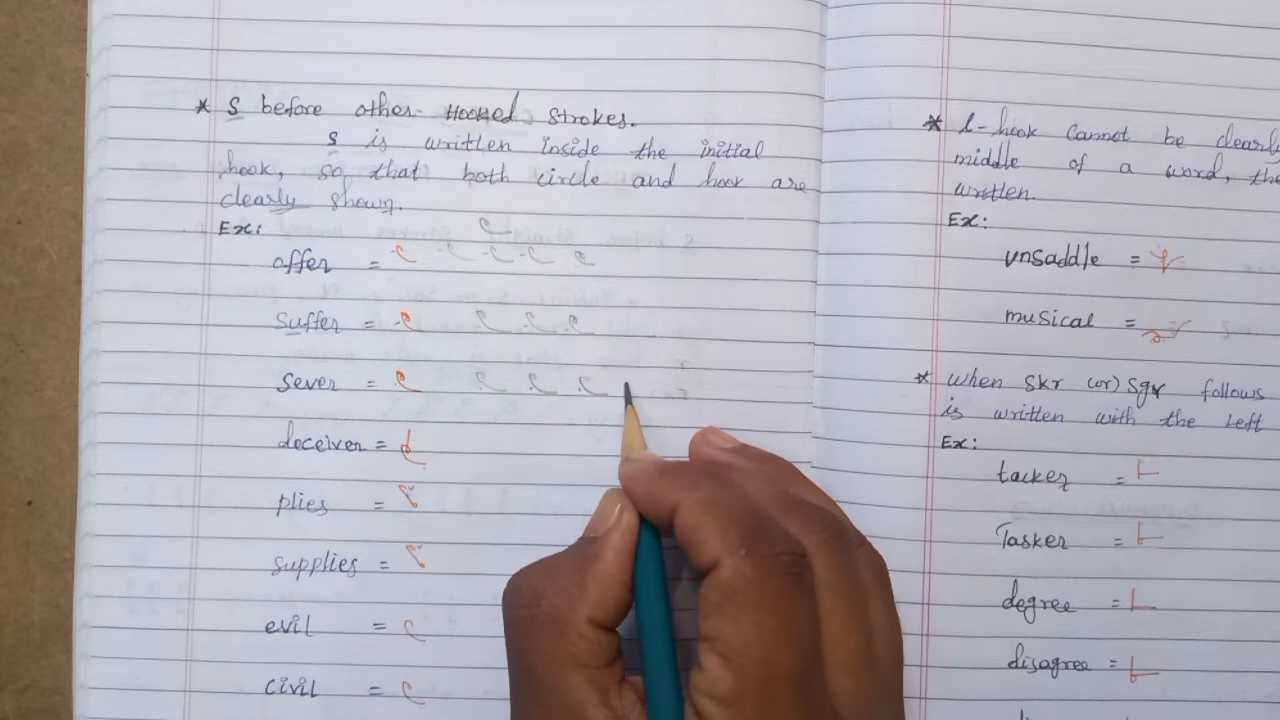 * S before other Hooked Strokes.
S is written inside the initial
hook, so that both circle and hook are
clearly shown.
Ex:
offer =
Suffer =
Sever =
deceiver =
plies =
supplies =
evil =
civil =
* l-hook Cannot be clearly
middle of a word, the
written.
Ex:
unsaddle =
musical =
* when Skr (or) Sgr follows
is written with the Left
Ex:
tacker =
Tasker =
degree =
disagree =